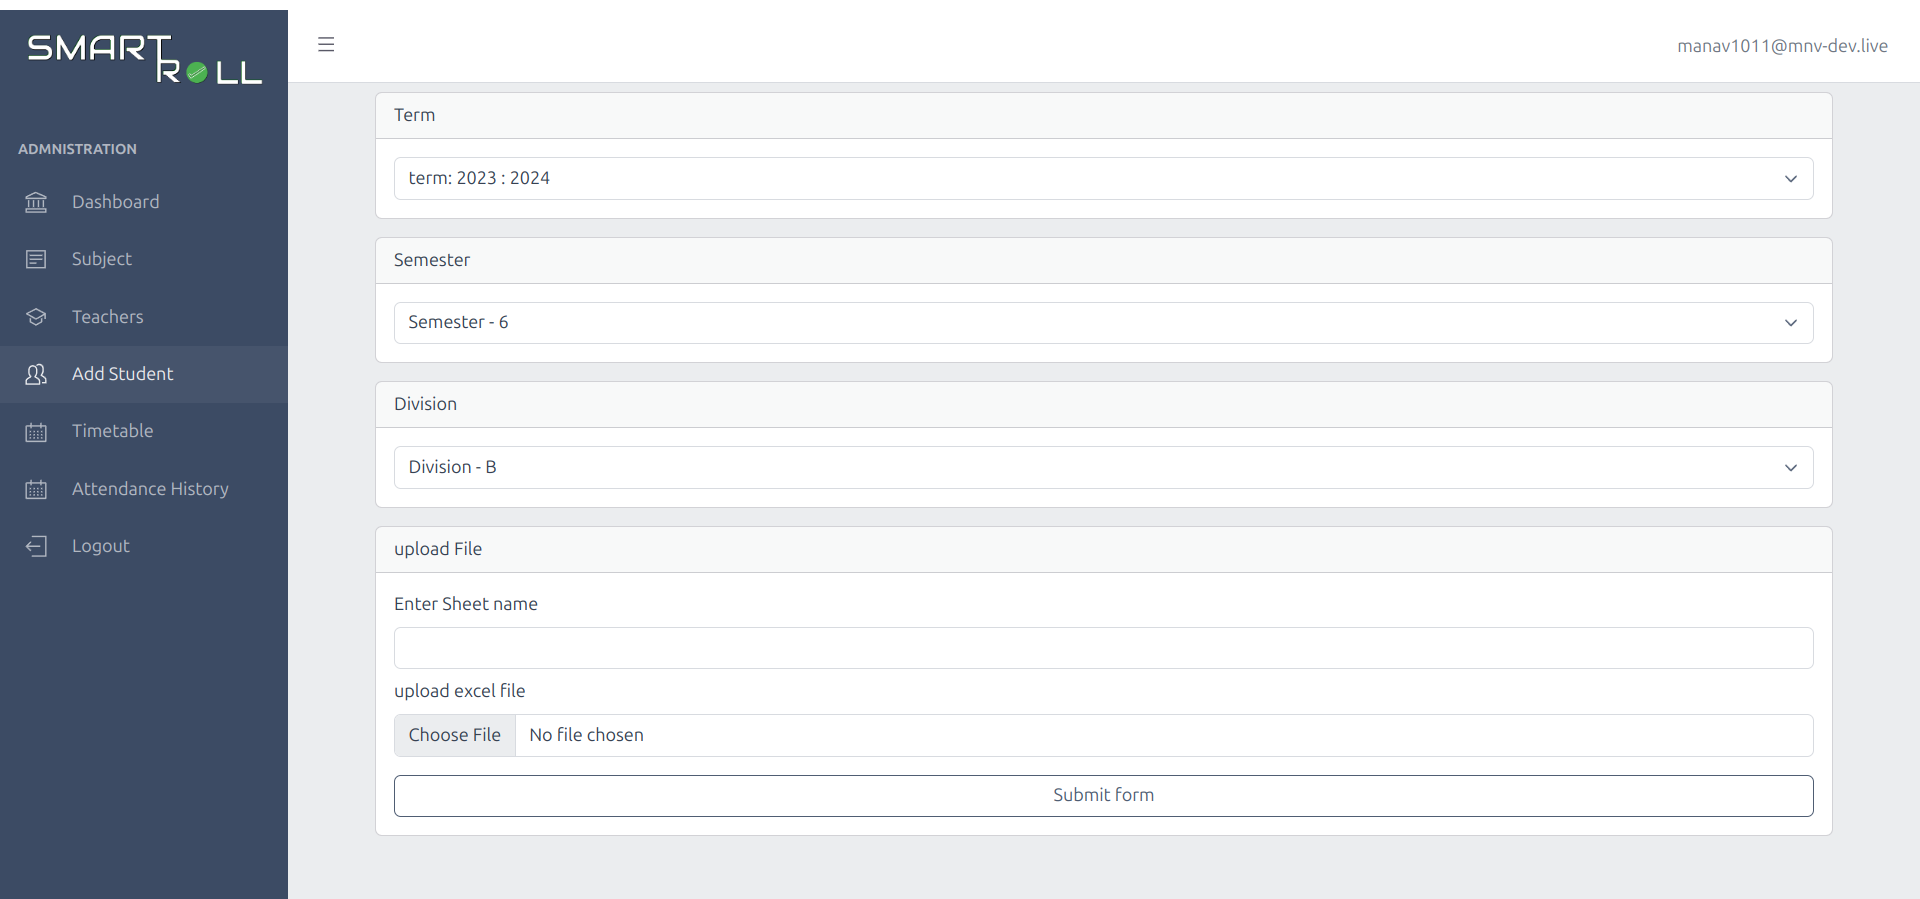 SMART
ROLL
manav1011@mnv-dev.live
ADMNISTRATION
Dashboard
Subject
Teachers
Add Student
Timetable
Attendance History
Logout
Term
term: 2023 : 2024
Semester
Semester - 6
Division
Division - B
upload File
Enter Sheet name
upload excel file
Choose File No file chosen
Submit form